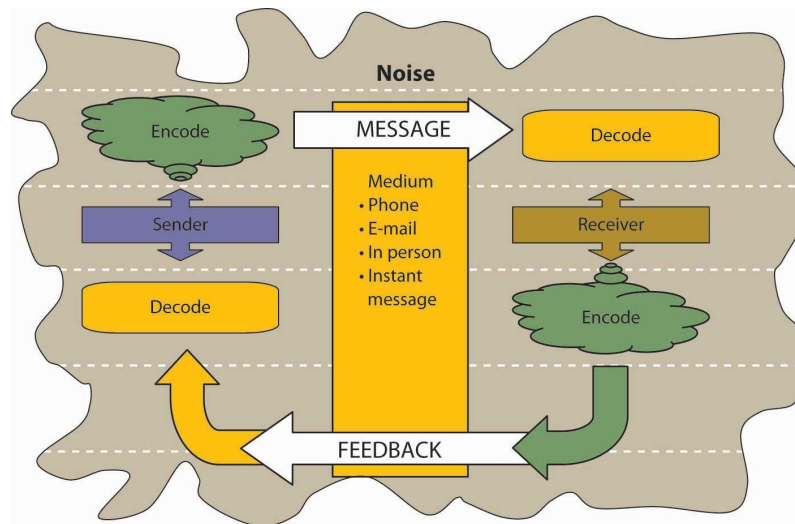 Noise
Encode
MESSAGE
Decode
Medium
• Phone
• E-mail
• In person
• Instant
message
Sender
Receiver
Decode
Encode
FEEDBACK